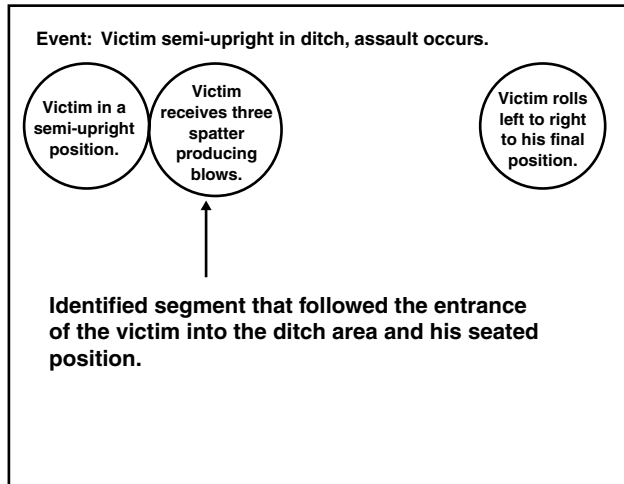 Event: Victim semi-upright in ditch, assault occurs.
Victim in a
semi-upright
position.
Victim
receives three
spatter
producing
blows.
Victim rolls
left to right
to his final
position.
Identified segment that followed the entrance
of the victim into the ditch area and his seated
position.